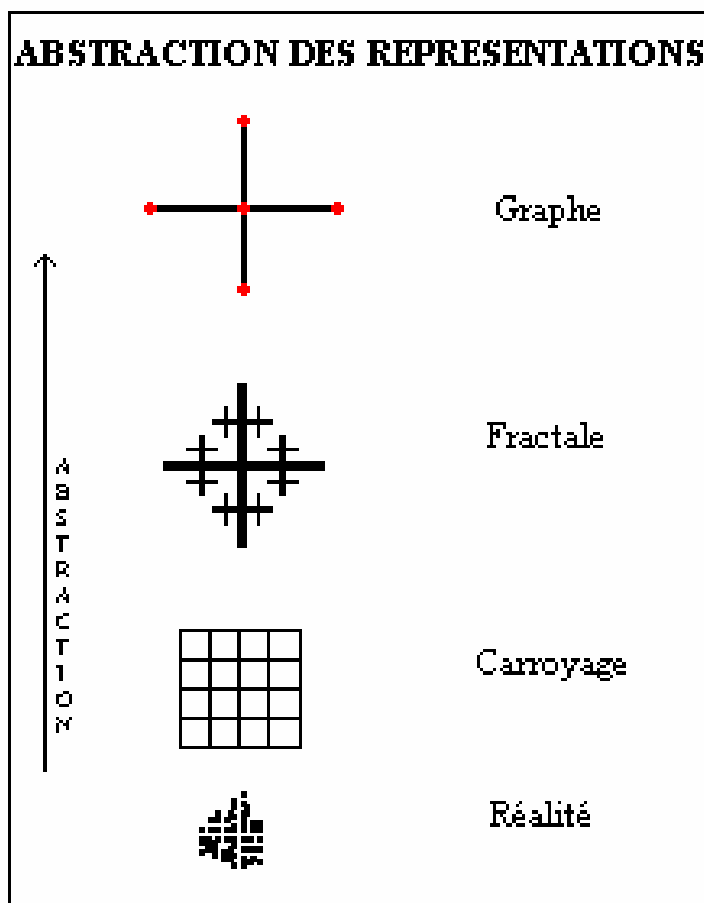 ABSTRACTION DES REPRESENTATIONS
Graphe
Fractale
ABSTRACTION
Carroyage
Réalité